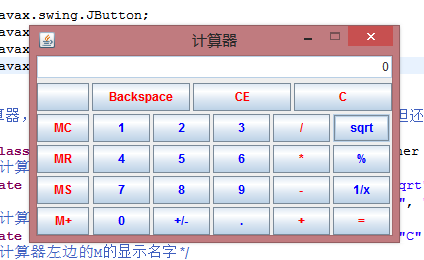 avax.swing.JButton;
avax
avax
avax
计算器
0
Backspace CE C
算器， 但还
MC 1 2 3 / sqrt
class ner
MR 4 5 6 * %
计算
ate qrt
MS 7 8 9 - 1/x
",
计算
M+ 0 +/- . + =
ate "C"
计算器左边的M的显示名字 */